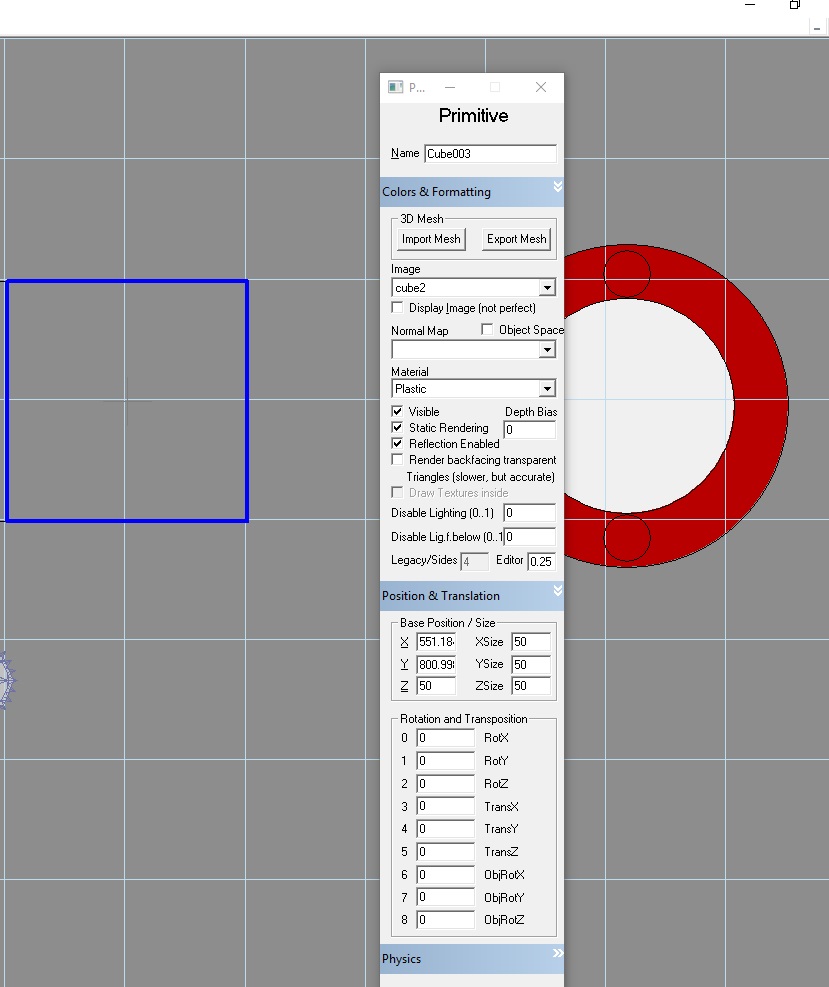 P...
Primitive
Name Cube003
Colors & Formatting
3D Mesh
Import Mesh Export Mesh
Image
cube2
Display Image (not perfect)
Normal Map Object Space
Material
Plastic
Visible Depth Bias
Static Rendering 0
Reflection Enabled
Render backfacing transparent
Triangles (slower, but accurate)
Draw Textures inside
Disable Lighting (0..1) 0
Disable Lig.f.below (0..1 0
Legacy/Sides 4 Editor 0.25
Position & Translation
Base Position / Size
X 551.18 XSize 50
Y 800.99 YSize 50
Z 50 ZSize 50
Rotation and Transposition
0 0 RotX
1 0 RotY
2 0 RotZ
3 0 TransX
4 0 TransY
5 0 TransZ
6 0 ObjRotX
7 0 ObjRotY
8 0 ObjRotZ
Physics